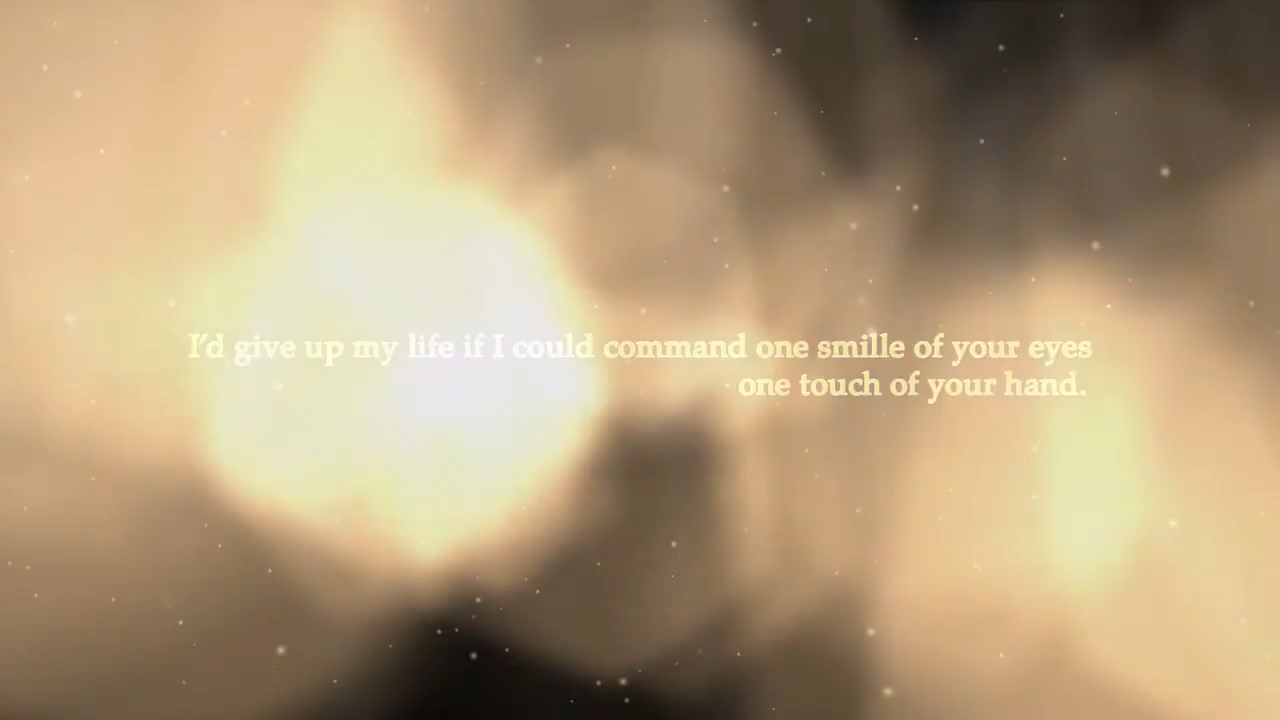 I'd give up my life if I could command one smille of your eyes
one touch of your hand.